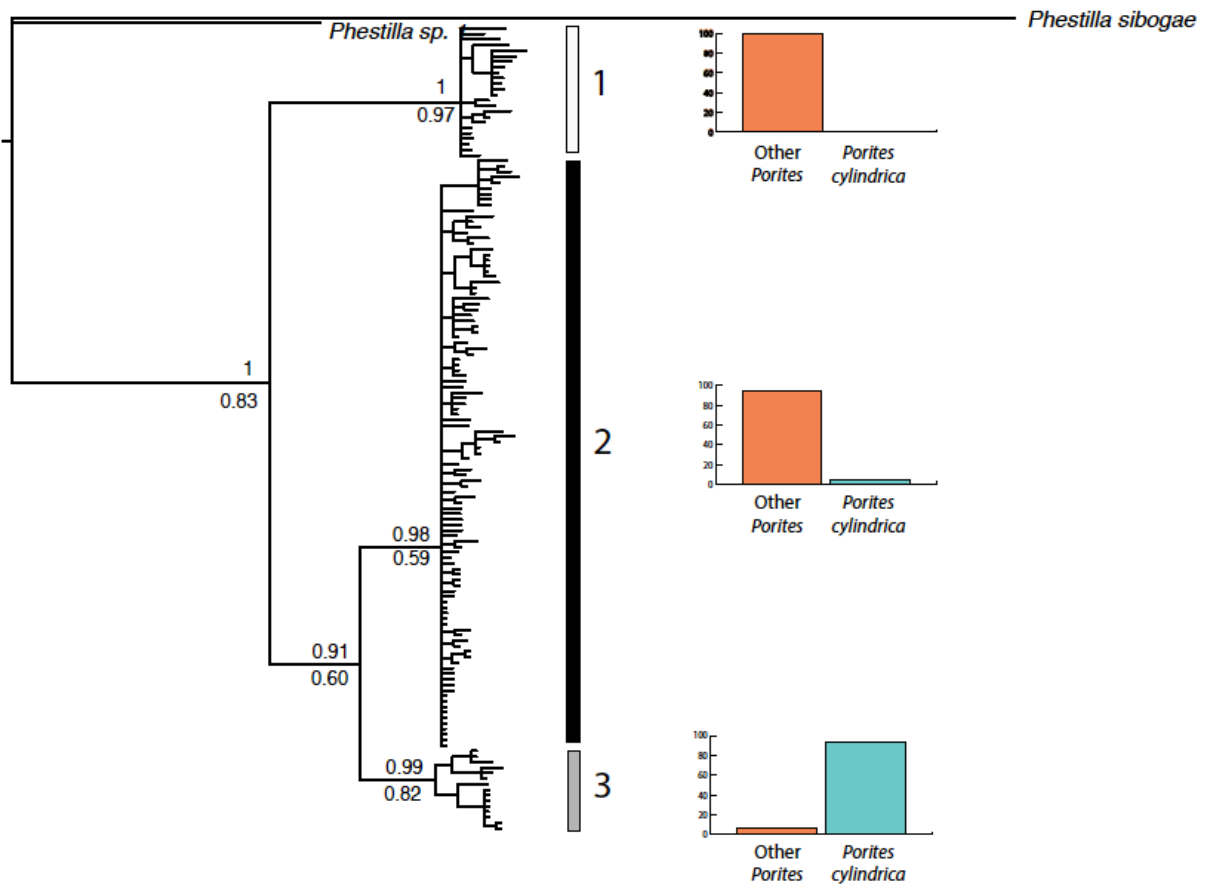 Phestilla sibogae
Phestilla sp. 1
1
0.97
1
100
80
60
40
20
0
Other
Porites
Porites
cylindrica
1
0.83
2
100
80
60
40
20
0
Other
Porites
Porites
cylindrica
0.98
0.59
0.91
0.60
0.99
0.82
3
100
80
60
40
20
0
Other
Porites
Porites
cylindrica